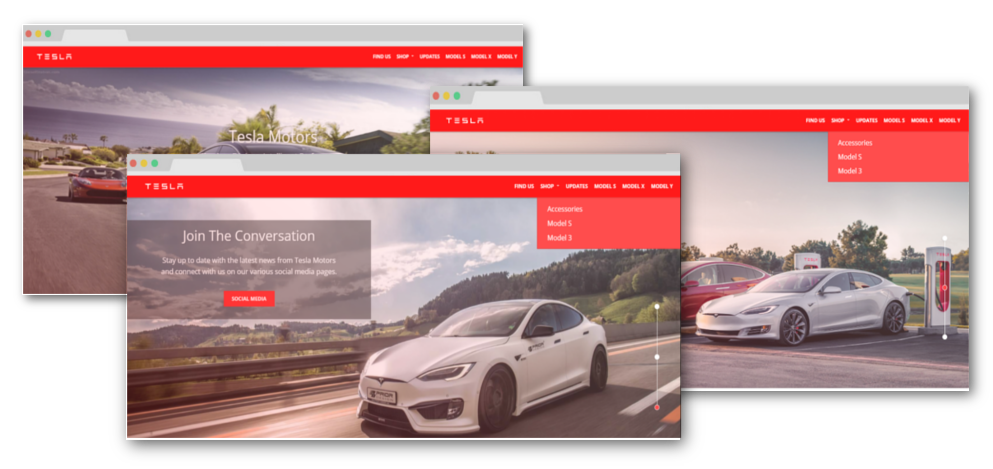 TESLA
FIND US SHOP UPDATES MODEL S MODEL X MODEL Y
Tesla Motors
TESLA
FIND US SHOP UPDATES MODEL S MODEL X MODEL Y
Accessories
Model S
Model 3
TESLA
FIND US SHOP UPDATES MODEL S MODEL X MODEL Y
Accessories
Model S
Model 3
Join The Conversation
Stay up to date with the latest news from Tesla Motors
and connect with us on our various social media pages.
SOCIAL MEDIA
TESLA
PRIOR